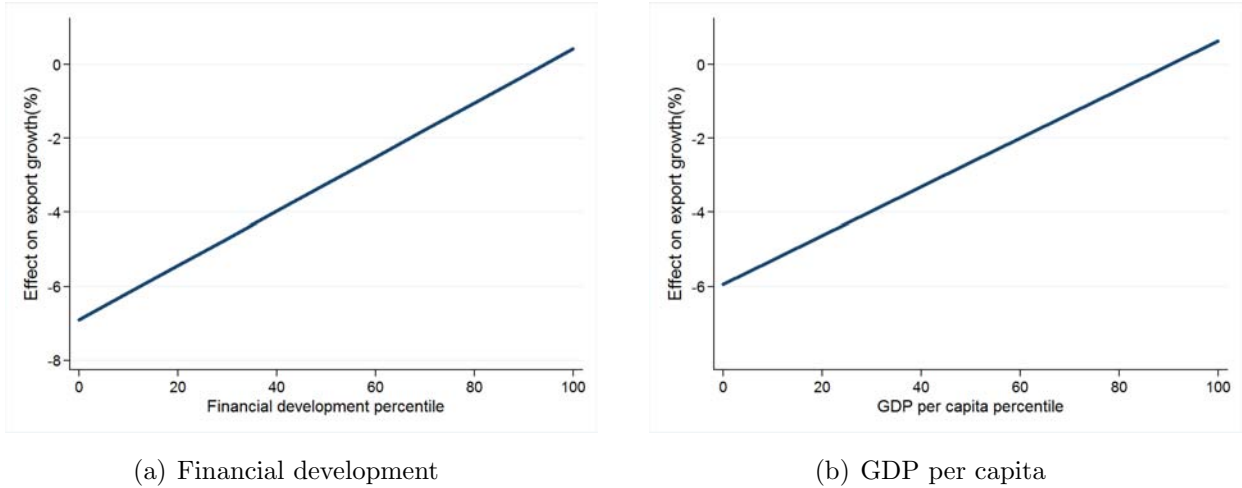 Effect on export growth(%)
0
-2
-4
-6
-8
0 20 40 60 80 100
Financial development percentile
(a) Financial development
Effect on export growth(%)
0
-2
-4
-6
0 20 40 60 80 100
GDP per capita percentile
(b) GDP per capita